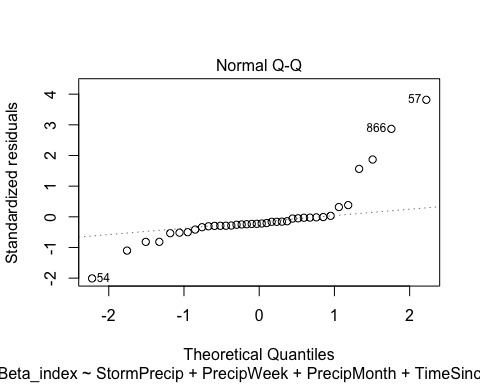 Normal Q-Q
Standardized residuals
4
3
2
1
0
-1
-2
57
866
54
-2 -1 0 1 2
Theoretical Quantiles
Beta_index ~ StormPrecip + PrecipWeek + PrecipMonth + TimeSinc